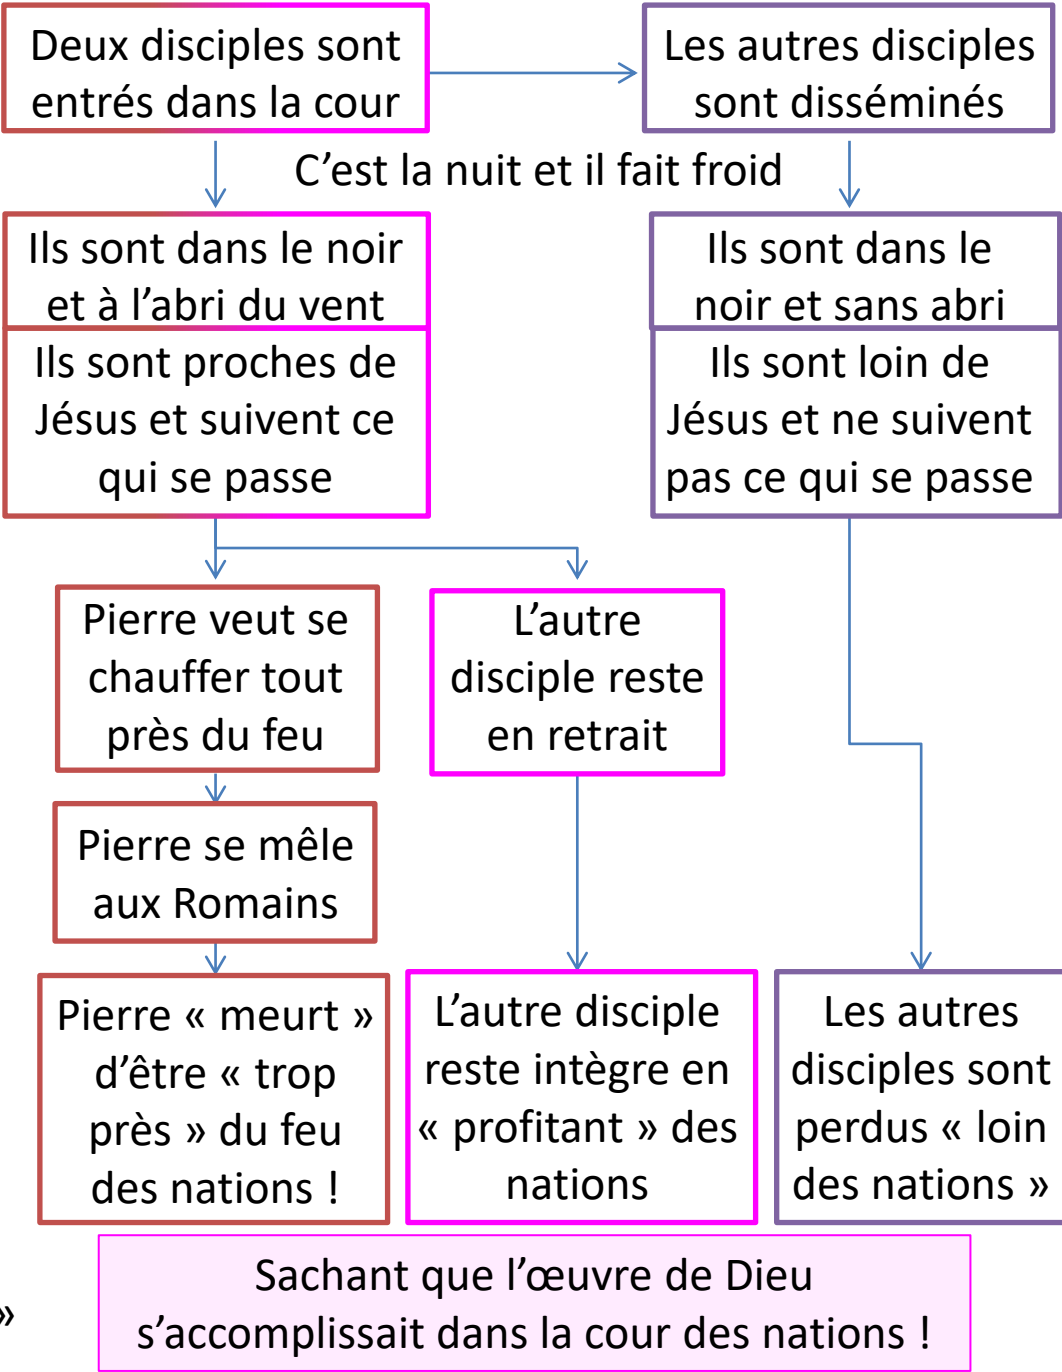 Deux disciples sont
entrés dans la cour
Les autres disciples
sont disséminés
C’est la nuit et il fait froid
Ils sont dans le noir
et à l’abri du vent
Ils sont dans le
noir et sans abri
Ils sont proches de
Jésus et suivent ce
qui se passe
Ils sont loin de
Jésus et ne suivent
pas ce qui se passe
Pierre veut se
chauffer tout
près du feu
L’autre
disciple reste
en retrait
Pierre se mêle
aux Romains
Pierre « meurt »
d’être « trop
près » du feu
des nations !
L’autre disciple
reste intègre en
« profitant » des
nations
Les autres
disciples sont
perdus « loin
des nations »
Sachant que l’œuvre de Dieu
s’accomplissait dans la cour des nations !
»